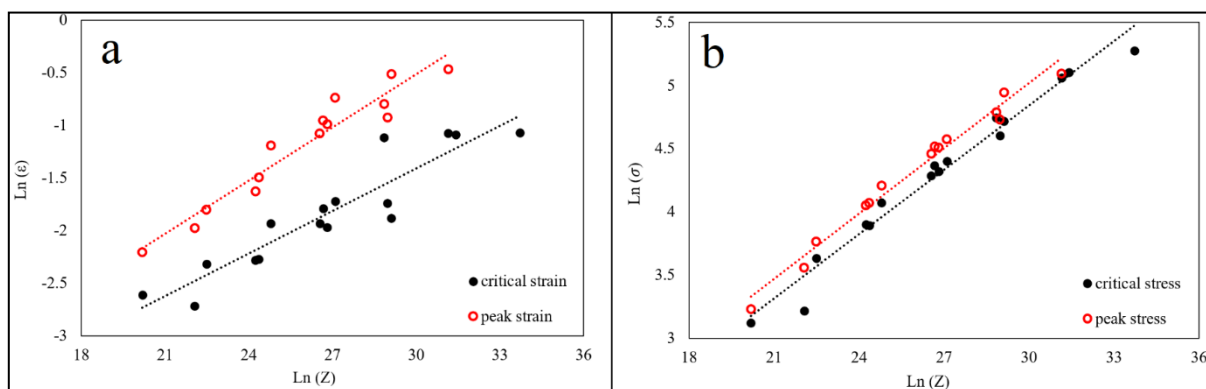 a
0
-0.5
-1
-1.5
-2
-2.5
-3
Ln (ε)
18 21 24 27 30 33 36
Ln (Z)
critical strain
peak strain
b
5.5
5
4.5
4
3.5
3
Ln (σ)
18 21 24 27 30 33 36
Ln (Z)
critical stress
peak stress